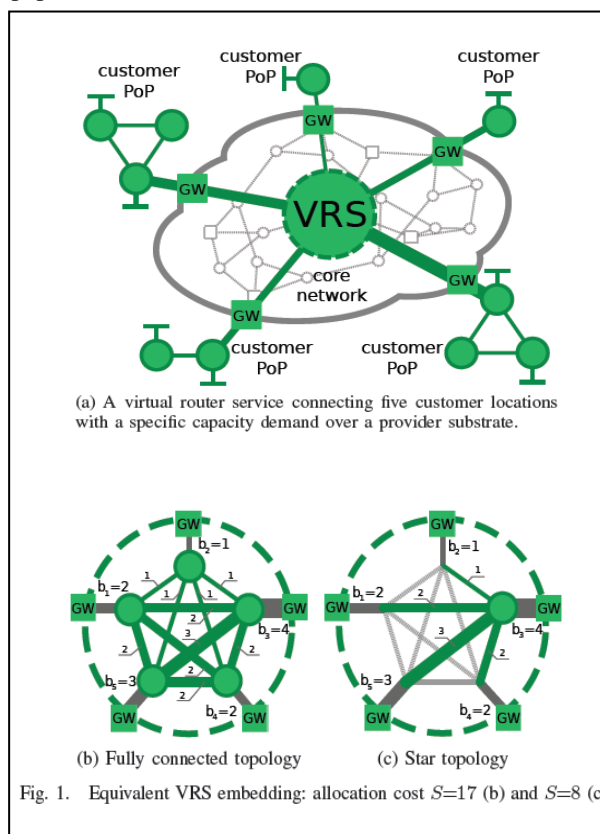 customer
PoP
customer
PoP
customer
PoP
GW
GW
GW
VRS
core
network
GW
GW
customer
PoP
customer
PoP
(a) A virtual router service connecting five customer locations
with a specific capacity demand over a provider substrate.
GW
b₂=1
1
1
b₁=2
1
1
GW
2
GW
3
b₃=4
2
2
2
b₅=3
2
b₄=2
2
GW
GW
(b) Fully connected topology
GW
b₂=1
1
b₁=2
GW
2
GW
3
b₃=4
2
b₅=3
b₄=2
GW
GW
(c) Star topology
Fig. 1. Equivalent VRS embedding: allocation cost S=17 (b) and S=8 (c